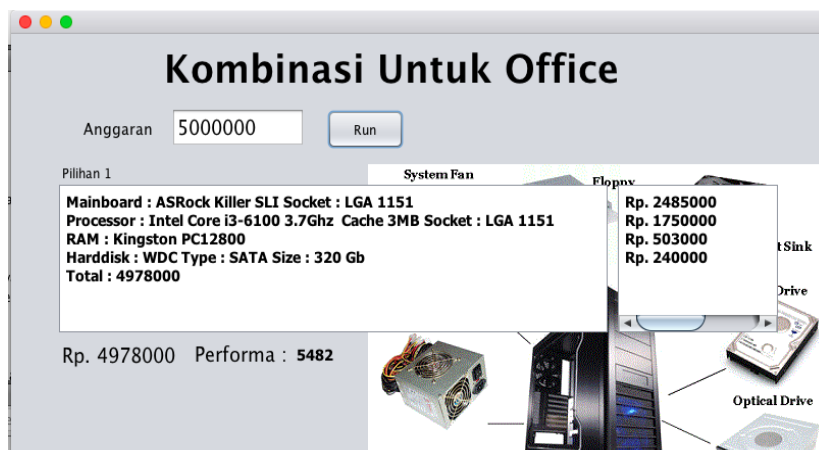 Kombinasi Untuk Office
Anggaran 5000000 Run
Pilihan 1
System Fan
Floppy
Mainboard : ASRock Killer SLI Socket : LGA 1151 Rp. 2485000
Processor : Intel Core i3-6100 3.7Ghz Cache 3MB Socket : LGA 1151 Rp. 1750000
RAM : Kingston PC12800 Rp. 503000
Harddisk : WDC Type : SATA Size : 320 Gb Rp. 240000
Total : 4978000
t Sink
Drive
Rp. 4978000 Performa : 5482
Optical Drive